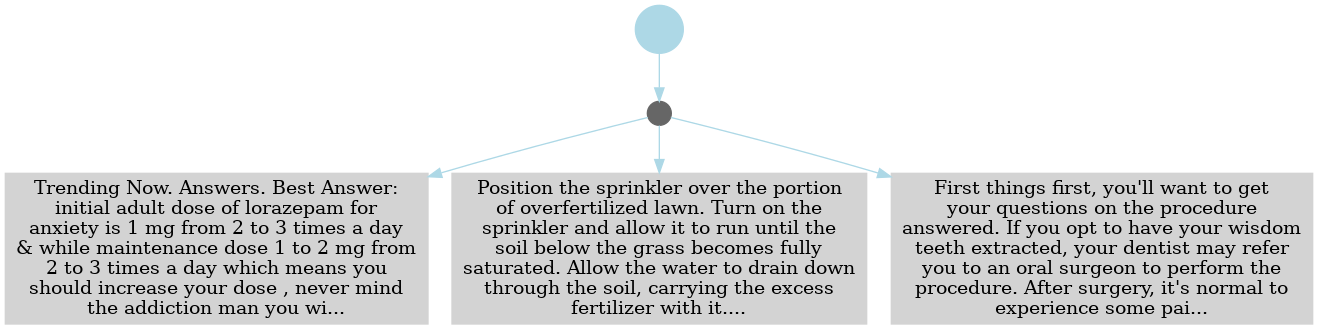 Trending Now. Answers. Best Answer:
initial adult dose of lorazepam for
anxiety is 1 mg from 2 to 3 times a day
& while maintenance dose 1 to 2 mg from
2 to 3 times a day which means you
should increase your dose , never mind
the addiction man you wi...
Position the sprinkler over the portion
of overfertilized lawn. Turn on the
sprinkler and allow it to run until the
soil below the grass becomes fully
saturated. Allow the water to drain down
through the soil, carrying the excess
fertilizer with it....
First things first, you'll want to get
your questions on the procedure
answered. If you opt to have your wisdom
teeth extracted, your dentist may refer
you to an oral surgeon to perform the
procedure. After surgery, it's normal to
experience some pai...